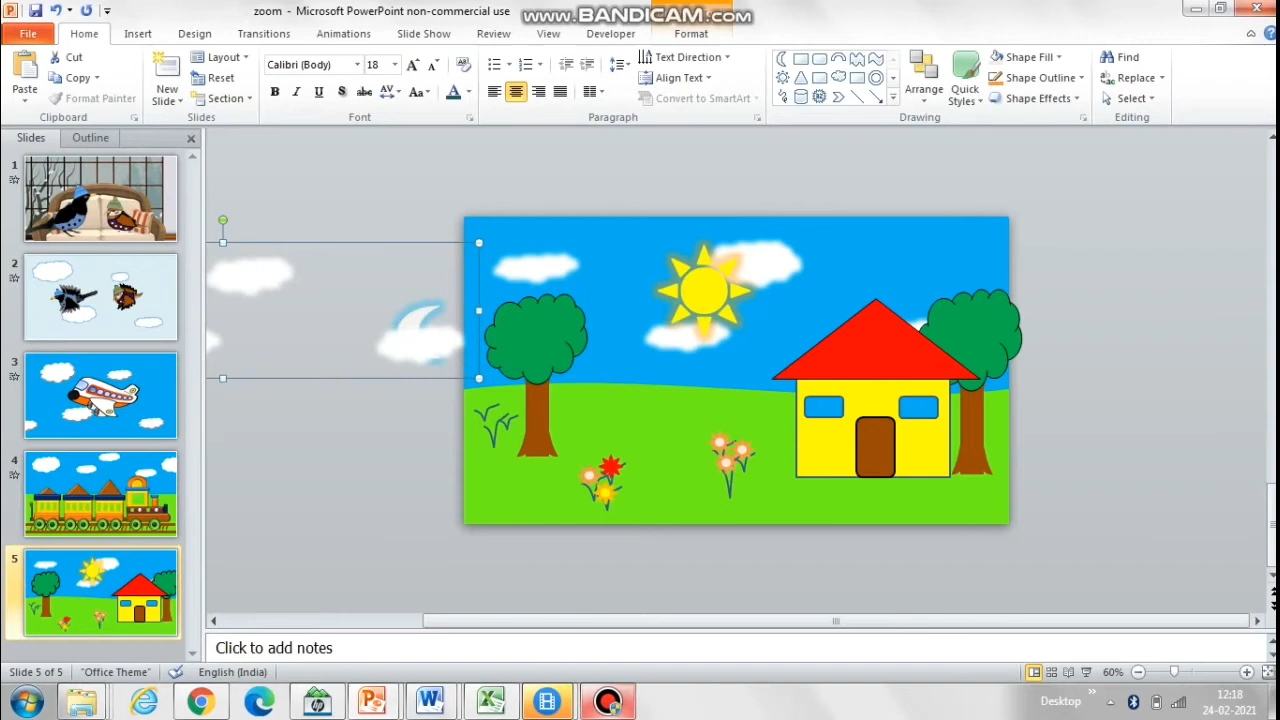 zoom - Microsoft PowerPoint non-commercial use
www.BANDICAM.com
File Home Insert Design Transitions Animations Slide Show Review View Developer Format
Paste
Cut
Copy
Format Painter
Clipboard
New Slide
Layout
Reset
Section
Slides
Calibri (Body) 18
B I U S abc AV Aa A
Font
Text Direction
Align Text
Convert to SmartArt
Paragraph
Arrange
Quick Styles
Shape Fill
Shape Outline
Shape Effects
Drawing
Find
Replace
Select
Editing
Slides Outline
1
2
3
4
5
Click to add notes
Slide 5 of 5 "Office Theme" English (India) 60%
Desktop
12:18
24-02-2021